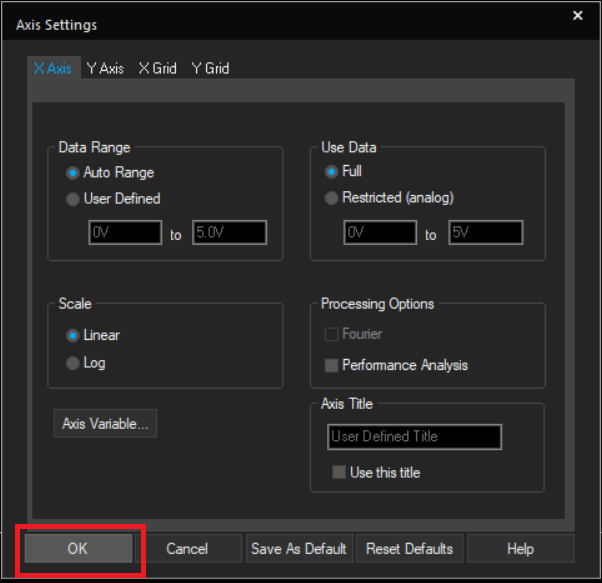 Axis Settings
X Axis Y Axis X Grid Y Grid
Data Range
Auto Range
User Defined
0V to 5.0V
Use Data
Full
Restricted (analog)
0V to 5V
Scale
Linear
Log
Processing Options
Fourier
Performance Analysis
Axis Variable...
Axis Title
User Defined Title
Use this title
OK Cancel Save As Default Reset Defaults Help